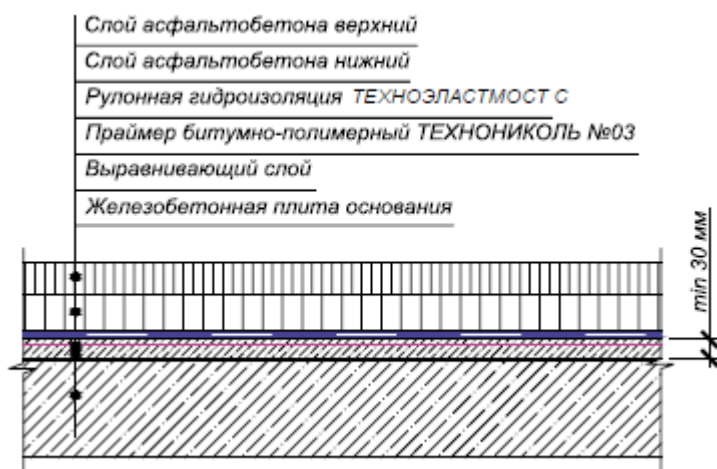 Слой асфальтобетона верхний
Слой асфальтобетона нижний
Рулонная гидроизоляция ТЕХНОЭЛАСТМОСТ С
Праймер битумно-полимерный ТЕХНОНИКОЛЬ №03
Выравнивающий слой
Железобетонная плита основания
min 30 мм